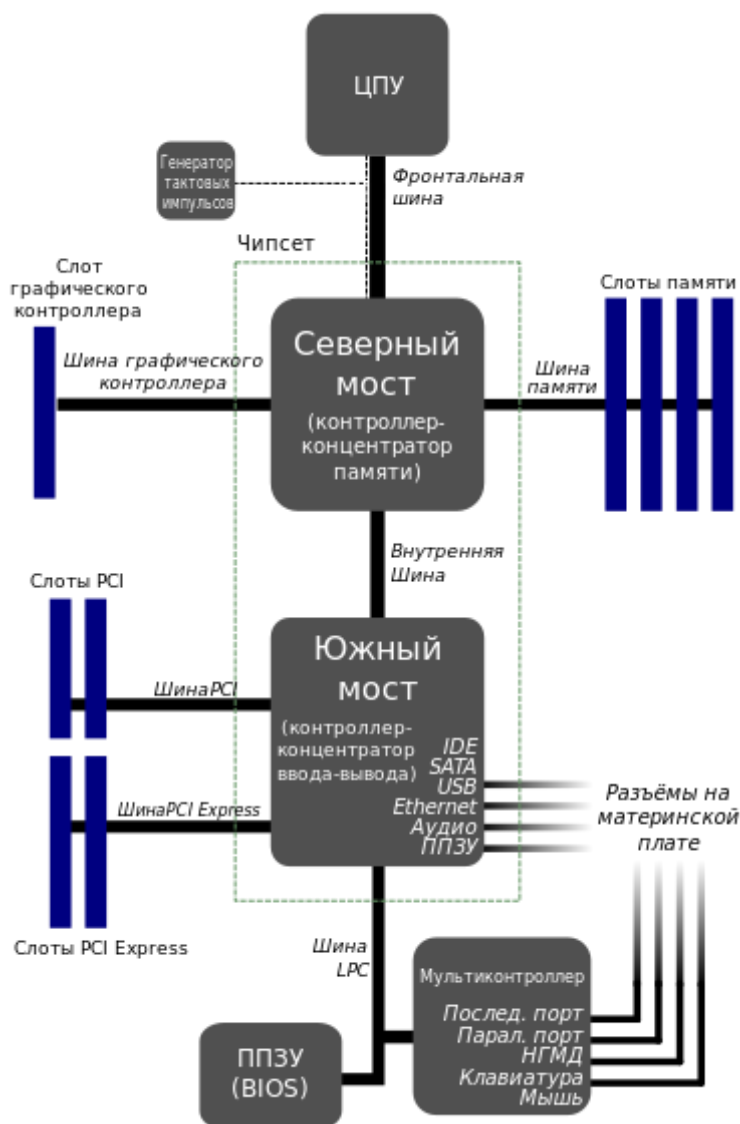 ЦПУ
Генератор
тактовых
импульсов
Фронтальная
шина
Чипсет
Слот
графического
контроллера
Слоты памяти
Шина графического
контроллера
Северный
мост
(контроллер-
концентратор
памяти)
Шина
памяти
Внутренняя
Шина
Слоты PCI
ШинаPCI
Южный
мост
(контроллер-
концентратор
ввода-вывода)
IDE
SATA
USB
Ethernet
Аудио
ППЗУ
Разъёмы на
материнской
плате
ШинаPCI Express
Слоты PCI Express
Шина
LPC
Мультиконтроллер
Послед. порт
Парал. порт
НГМД
Клавиатура
Мышь
ППЗУ
(BIOS)